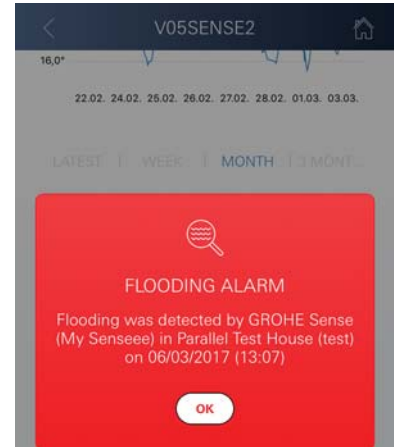 V05SENSE2
16,0°
22.02. 24.02. 25.02. 26.02. 27.02. 28.02. 01.03. 03.03.
LATEST | WEEK | MONTH | 3 MONT...
FLOODING ALARM
Flooding was detected by GROHE Sense
(My Senseee) in Parallel Test House (test)
on 06/03/2017 (13:07)
OK